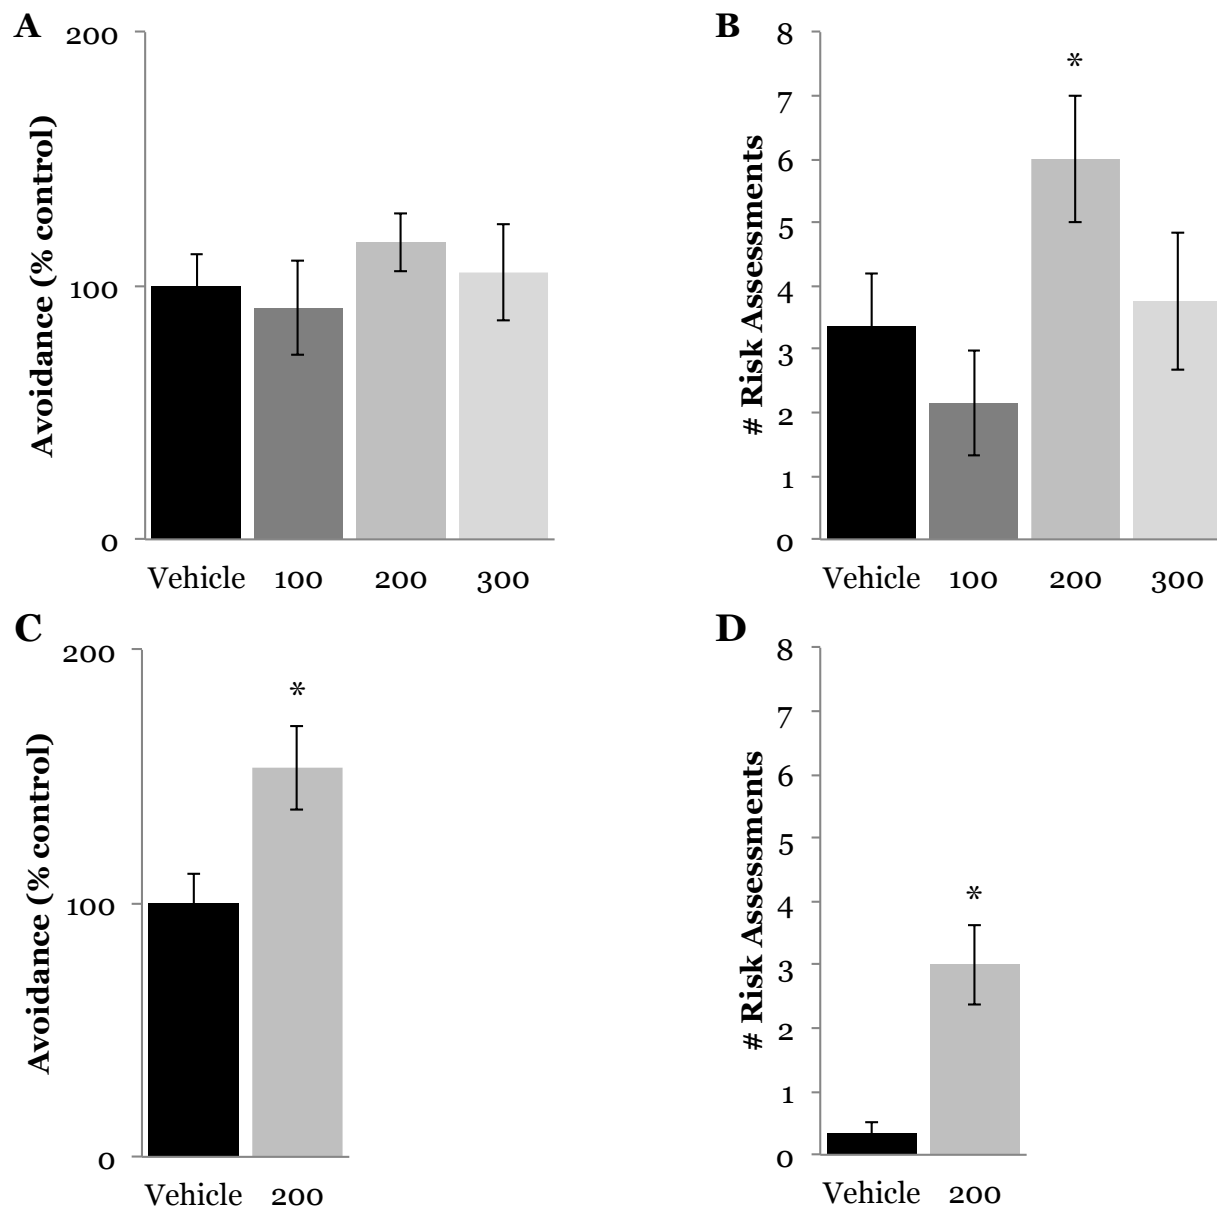 A
Avoidance (% control)
200
100
0
Vehicle 100 200 300
B
# Risk Assessments
8
7
6
5
4
3
2
1
0
*
Vehicle 100 200 300
C
Avoidance (% control)
200
100
0
*
Vehicle 200
D
# Risk Assessments
8
7
6
5
4
3
2
1
0
*
Vehicle 200